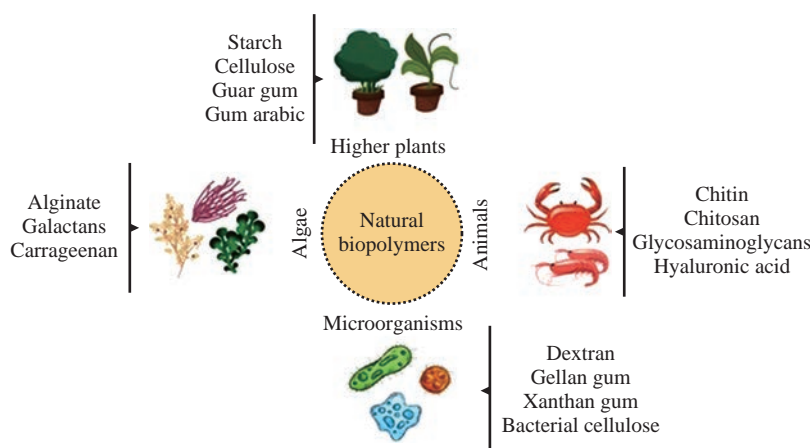 Starch
Cellulose
Guar gum
Gum arabic
Higher plants
Alginate
Galactans
Carrageenan
Algae
Natural
biopolymers
Animals
Chitin
Chitosan
Glycosaminoglycans
Hyaluronic acid
Microorganisms
Dextran
Gellan gum
Xanthan gum
Bacterial cellulose